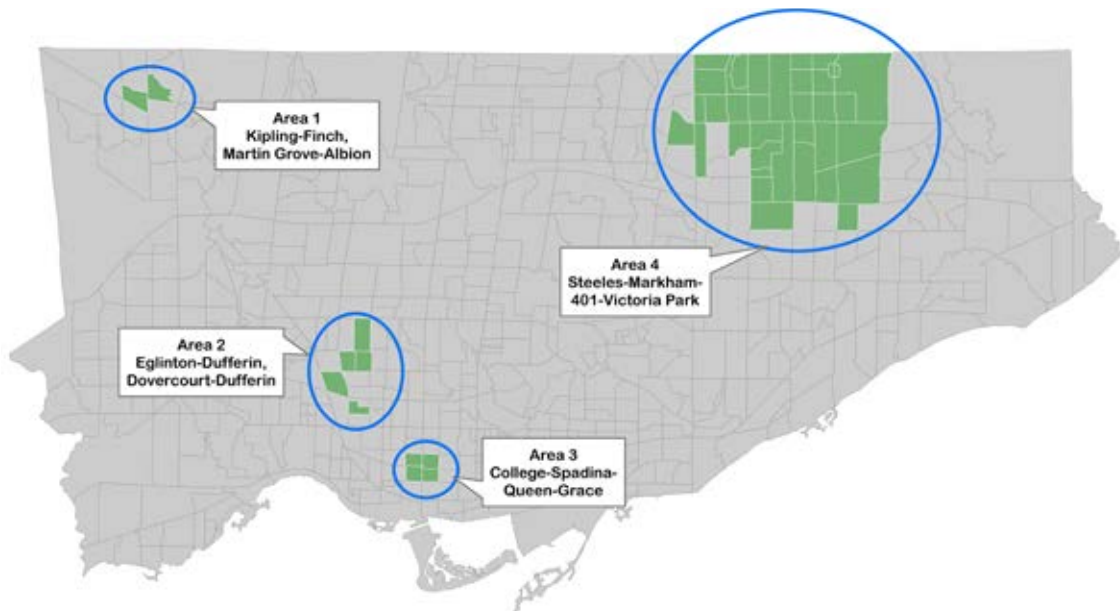 Area 1
Kipling-Finch,
Martin Grove-Albion
Area 4
Steeles-Markham-
401-Victoria Park
Area 2
Eglinton-Dufferin,
Dovercourt-Dufferin
Area 3
College-Spadina-
Queen-Grace